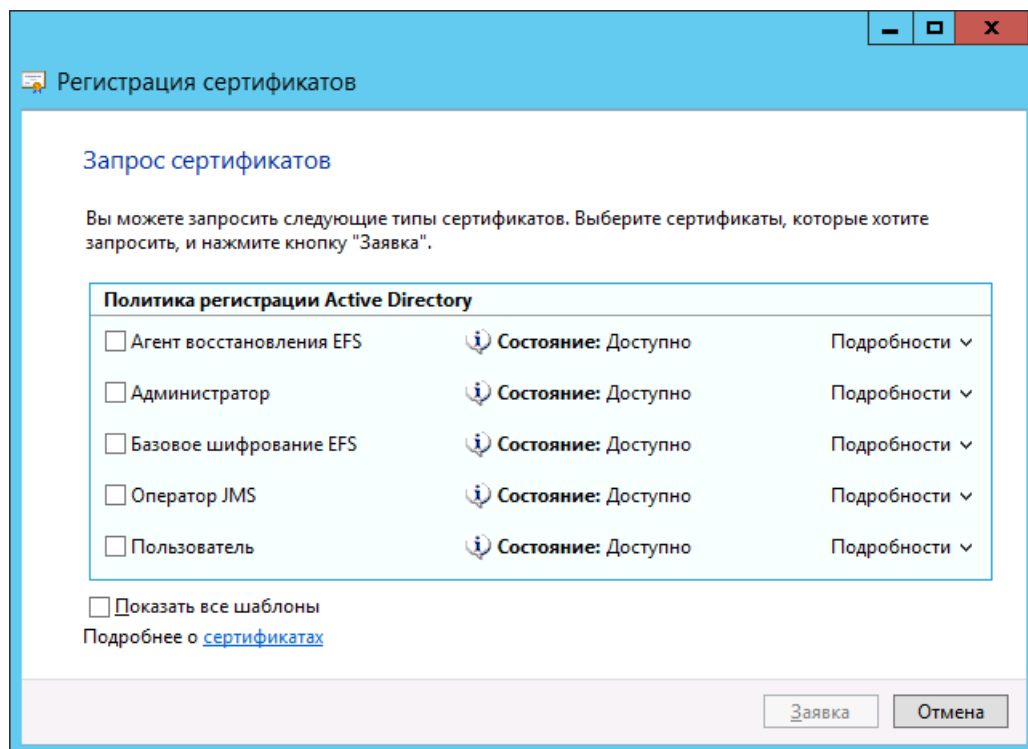 Регистрация сертификатов
Запрос сертификатов
Вы можете запросить следующие типы сертификатов. Выберите сертификаты, которые хотите
запросить, и нажмите кнопку "Заявка".
Политика регистрации Active Directory
Агент восстановления EFS Состояние: Доступно Подробности
Администратор Состояние: Доступно Подробности
Базовое шифрование EFS Состояние: Доступно Подробности
Оператор JMS Состояние: Доступно Подробности
Пользователь Состояние: Доступно Подробности
Показать все шаблоны
Подробнее о сертификатах
Заявка Отмена